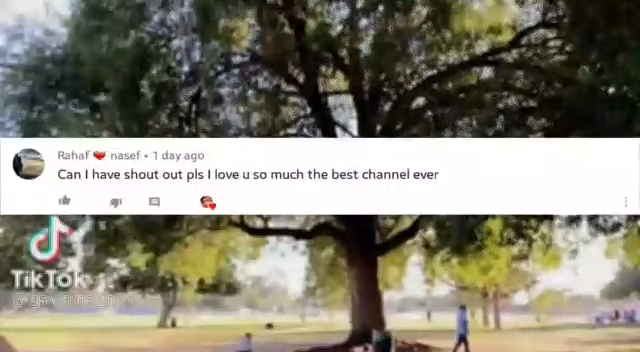 Rahaf ❤️ nasef • 1 day ago
Can I have shout out pls I love u so much the best channel ever
TikTok